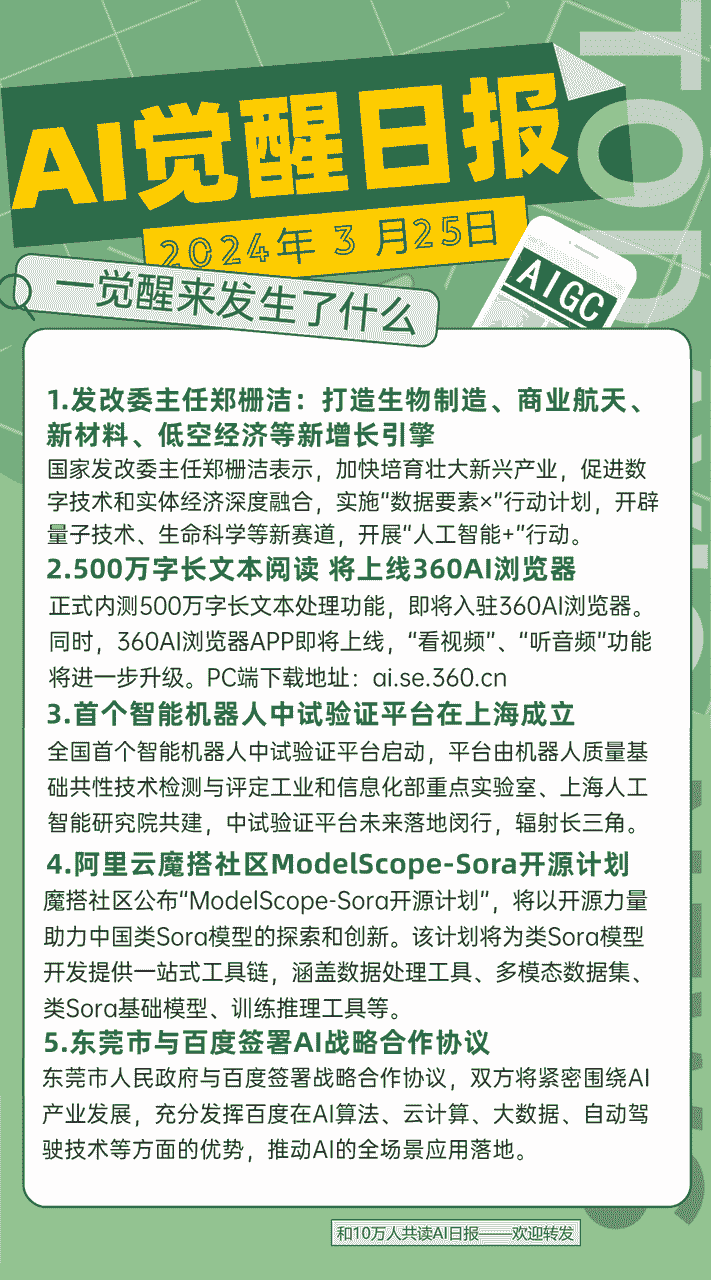 AI觉醒日报
2024年3月25日
一觉醒来发生了什么
AIGC
TOP
1.发改委主任郑栅洁：打造生物制造、商业航天、
新材料、低空经济等新增长引擎
国家发改委主任郑栅洁表示，加快培育壮大新兴产业，促进数
字技术和实体经济深度融合，实施“数据要素×”行动计划，开辟
量子技术、生命科学等新赛道，开展“人工智能+”行动。
2.500万字长文本阅读 将上线360AI浏览器
正式内测500万字长文本处理功能，即将入驻360AI浏览器。
同时，360AI浏览器APP即将上线，“看视频”、“听音频”功能
将进一步升级。PC端下载地址：ai.se.360.cn
3.首个智能机器人中试验证平台在上海成立
全国首个智能机器人中试验证平台启动，平台由机器人质量基
础共性技术检测与评定工业和信息化部重点实验室、上海人工
智能研究院共建，中试验证平台未来落地闵行，辐射长三角。
4.阿里云魔搭社区ModelScope-Sora开源计划
魔搭社区公布“ModelScope-Sora开源计划”，将以开源力量
助力中国类Sora模型的探索和创新。该计划将为类Sora模型
开发提供一站式工具链，涵盖数据处理工具、多模态数据集、
类Sora基础模型、训练推理工具等。
5.东莞市与百度签署AI战略合作协议
东莞市人民政府与百度签署战略合作协议，双方将紧密围绕AI
产业发展，充分发挥百度在AI算法、云计算、大数据、自动驾
驶技术等方面的优势，推动AI的全场景应用落地。
和10万人共读AI日报——欢迎转发